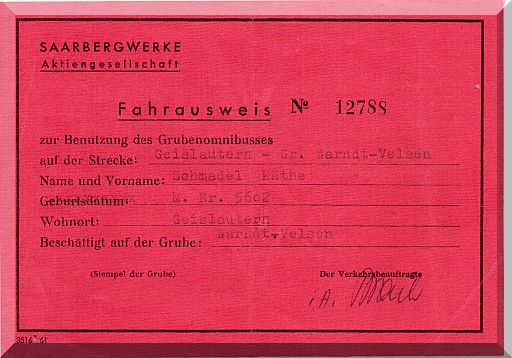 SAARBERGWERKE
Aktiengesellschaft
Fahrausweis Nº 12788
zur Benutzung des Grubenomnibusses
auf der Strecke: Geislautern - Gr. Warndt-Velsen
Name und Vorname: Schmadel Käthe
Geburtsdatum: M. Nr. 5602
Wohnort: Geislautern
Beschäftigt auf der Grube: Warndt-Velsen
(Stempel der Grube) Der Verkehrsbeauftragte
i.A.